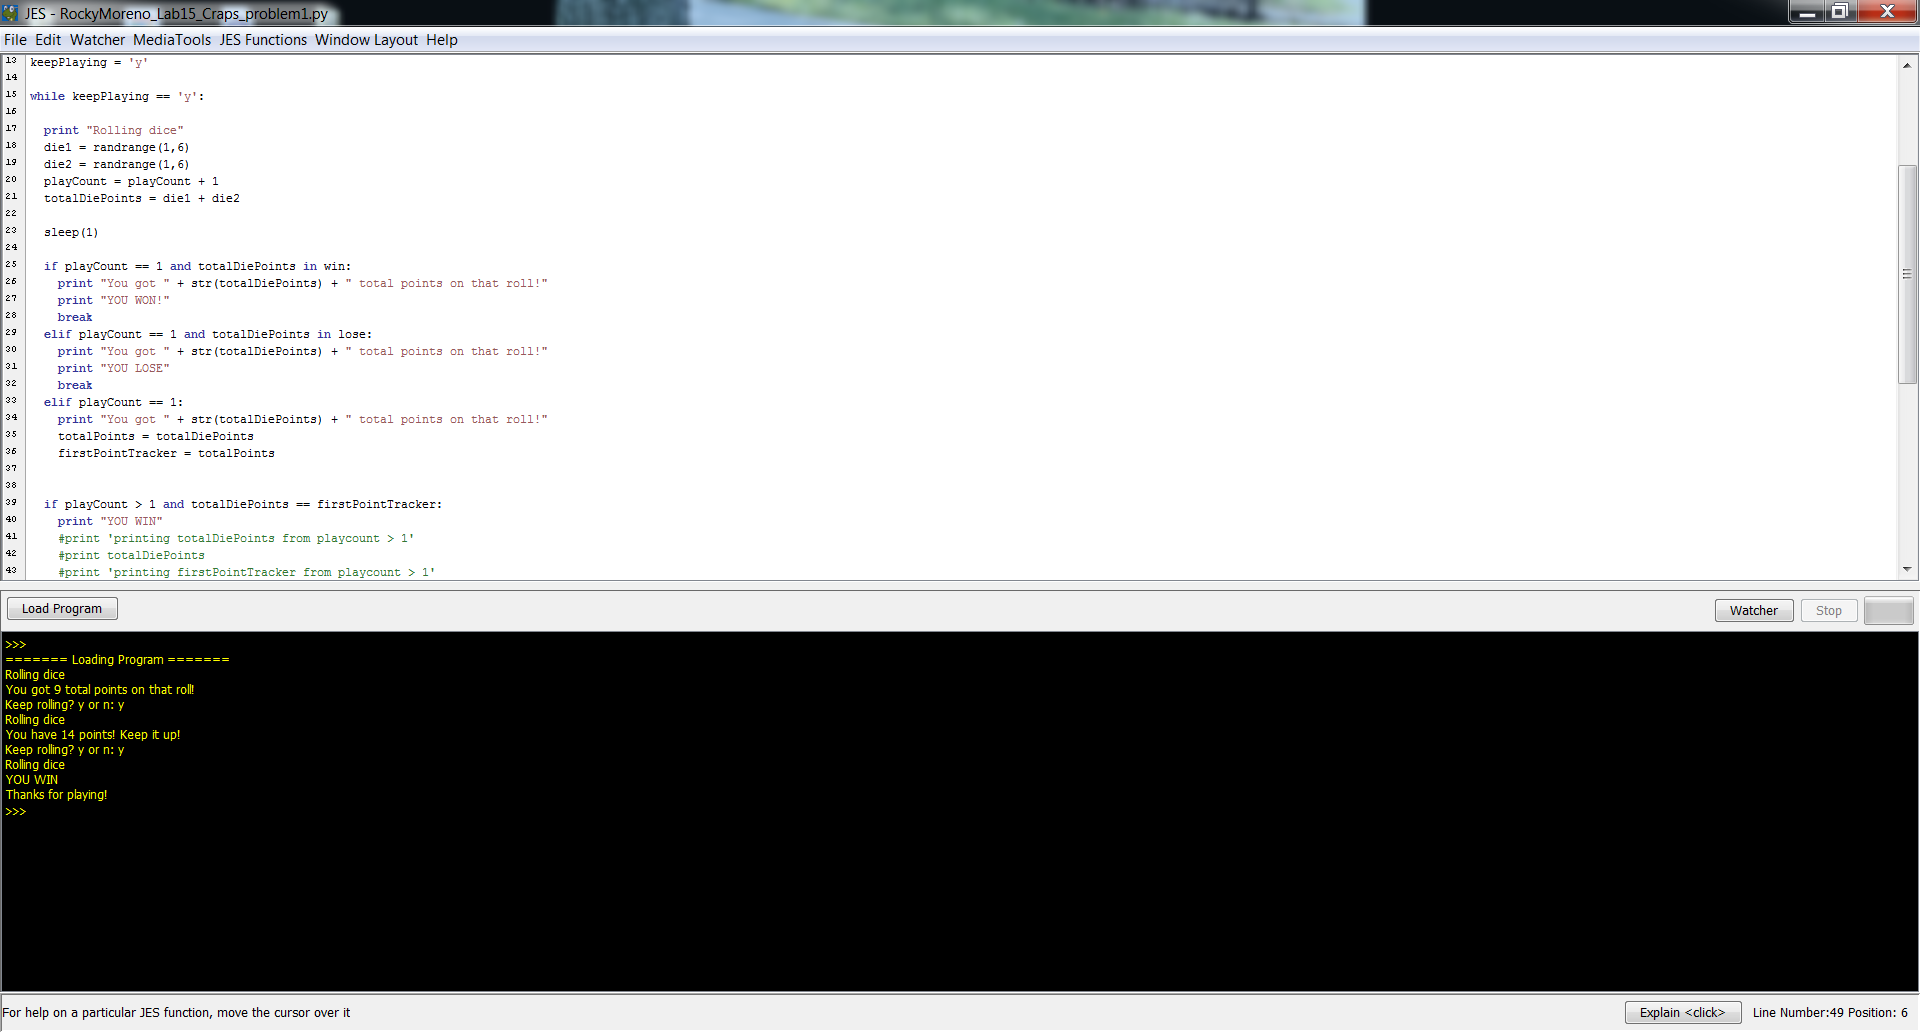 JES - RockyMoreno_Lab15_Craps_problem1.py
File Edit Watcher MediaTools JES Functions Window Layout Help
13 keepPlaying = 'y'
14
15 while keepPlaying == 'y':
16
17   print "Rolling dice"
18   die1 = randrange(1,6)
19   die2 = randrange(1,6)
20   playCount = playCount + 1
21   totalDiePoints = die1 + die2
22
23   sleep(1)
24
25   if playCount == 1 and totalDiePoints in win:
26     print "You got " + str(totalDiePoints) + " total points on that roll!"
27     print "YOU WON!"
28     break
29   elif playCount == 1 and totalDiePoints in lose:
30     print "You got " + str(totalDiePoints) + " total points on that roll!"
31     print "YOU LOSE"
32     break
33   elif playCount == 1:
34     print "You got " + str(totalDiePoints) + " total points on that roll!"
35     totalPoints = totalDiePoints
36     firstPointTracker = totalPoints
37
38
39   if playCount > 1 and totalDiePoints == firstPointTracker:
40     print "YOU WIN"
41     #print 'printing totalDiePoints from playcount > 1'
42     #print totalDiePoints
43     #print 'printing firstPointTracker from playcount > 1'
Load Program Watcher Stop
>>>
======= Loading Program =======
Rolling dice
You got 9 total points on that roll!
Keep rolling? y or n: y
Rolling dice
You have 14 points! Keep it up!
Keep rolling? y or n: y
Rolling dice
YOU WIN
Thanks for playing!
>>>
For help on a particular JES function, move the cursor over it Explain <click> Line Number:49 Position: 6